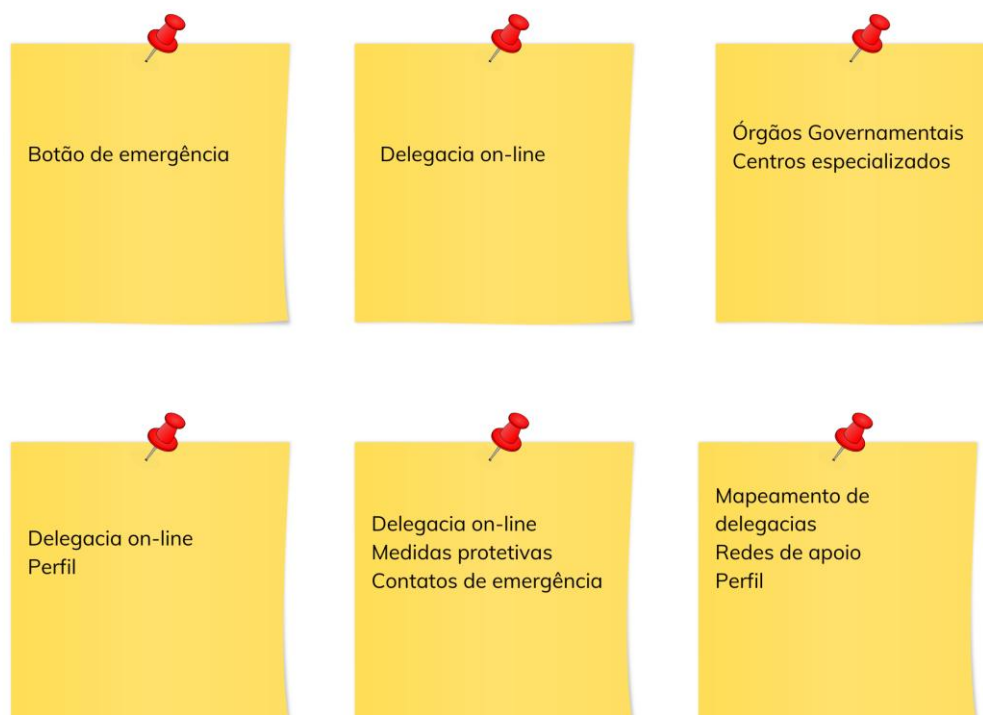 Botão de emergência
Delegacia on-line
Órgãos Governamentais
Centros especializados
Delegacia on-line
Perfil
Delegacia on-line
Medidas protetivas
Contatos de emergência
Mapeamento de
delegacias
Redes de apoio
Perfil